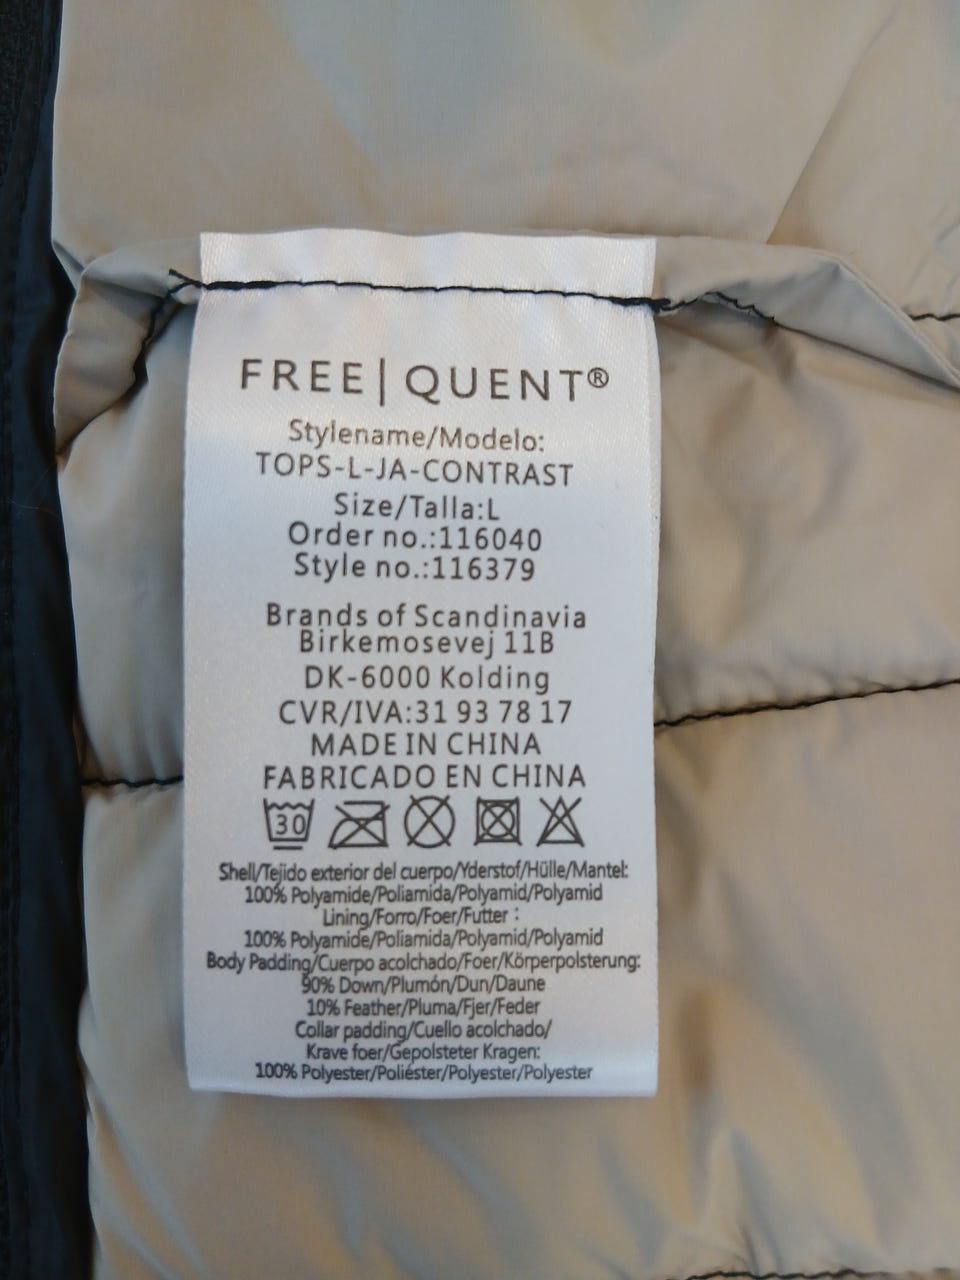 FREE|QUENT®
Stylename/Modelo:
TOPS-L-JA-CONTRAST
Size/Talla:L
Order no.:116040
Style no.:116379
Brands of Scandinavia
Birkemosevej 11B
DK-6000 Kolding
CVR/IVA:31 93 78 17
MADE IN CHINA
FABRICADO EN CHINA
30
Shell/Tejido exterior del cuerpo/Yderstof/Hülle/Mantel:
100% Polyamide/Poliamida/Polyamid/Polyamid
Lining/Forro/Foer/Futter：
100% Polyamide/Poliamida/Polyamid/Polyamid
Body Padding/Cuerpo acolchado/Foer/Körperpolsterung:
90% Down/Plumón/Dun/Daune
10% Feather/Pluma/Fjer/Feder
Collar padding/Cuello acolchado/
Krave foer/Gepolsteter Kragen:
100% Polyester/Poliéster/Polyester/Polyester